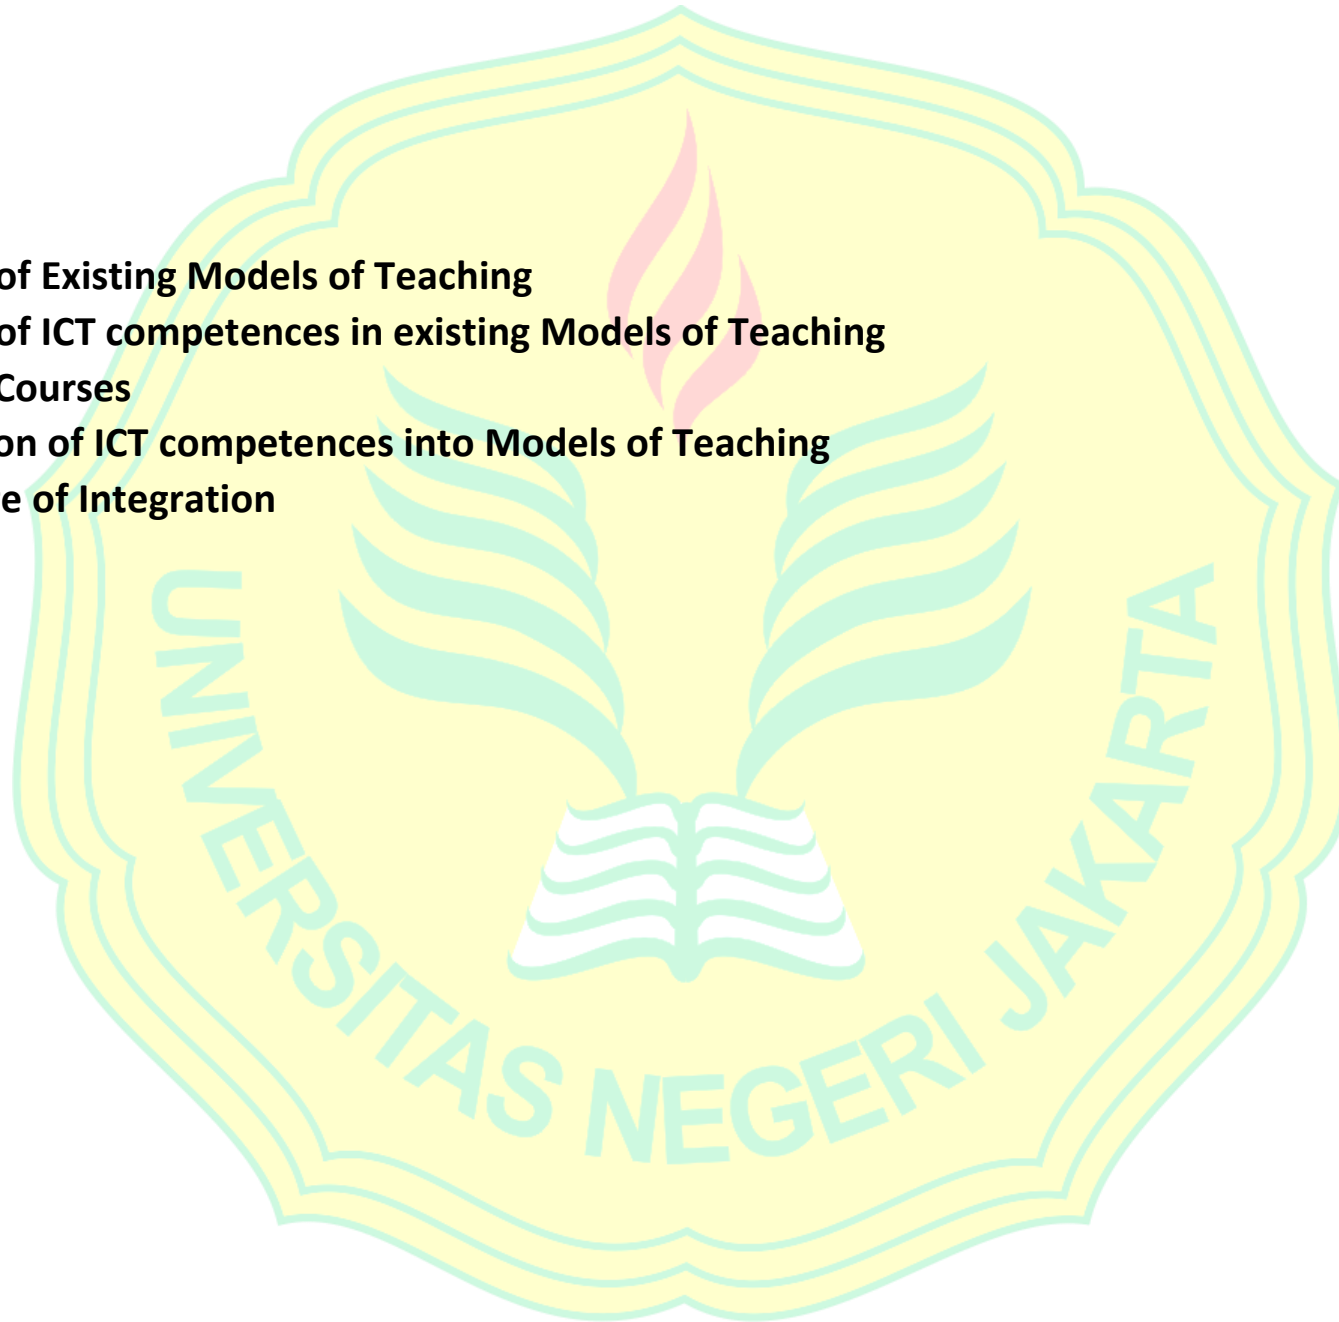 of Existing Models of Teaching
of ICT competences in existing Models of Teaching
Courses
on of ICT competences into Models of Teaching
e of Integration
UNIVERSITAS NEGERI JAKARTA